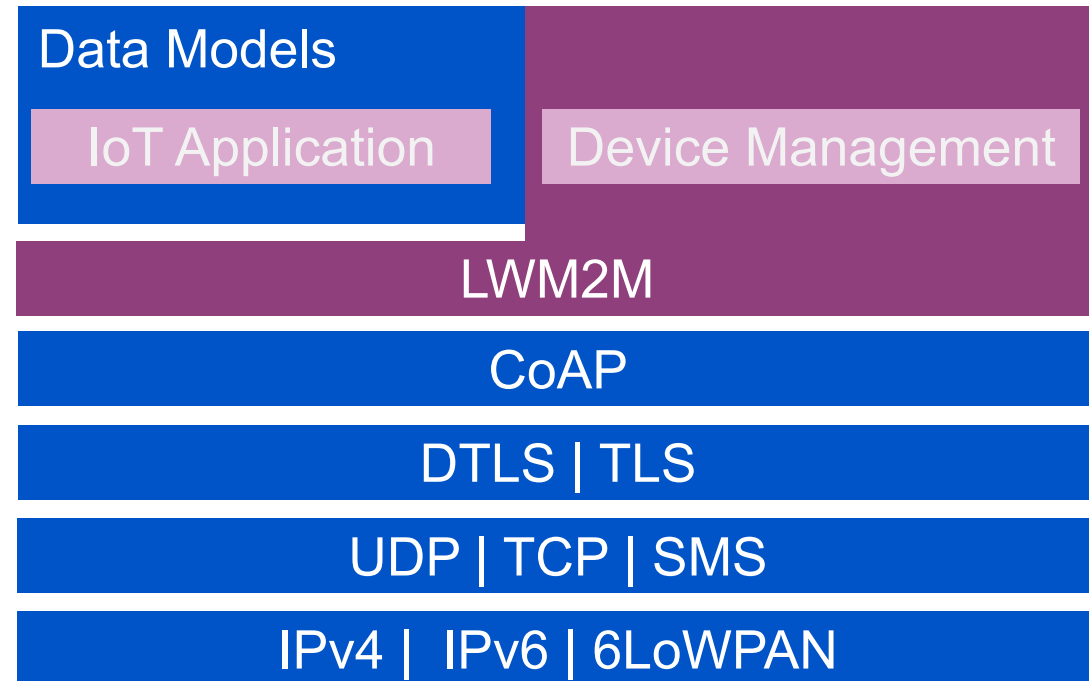 Data Models
IoT Application
Device Management
LWM2M
CoAP
DTLS | TLS
UDP | TCP | SMS
IPv4 | IPv6 | 6LoWPAN